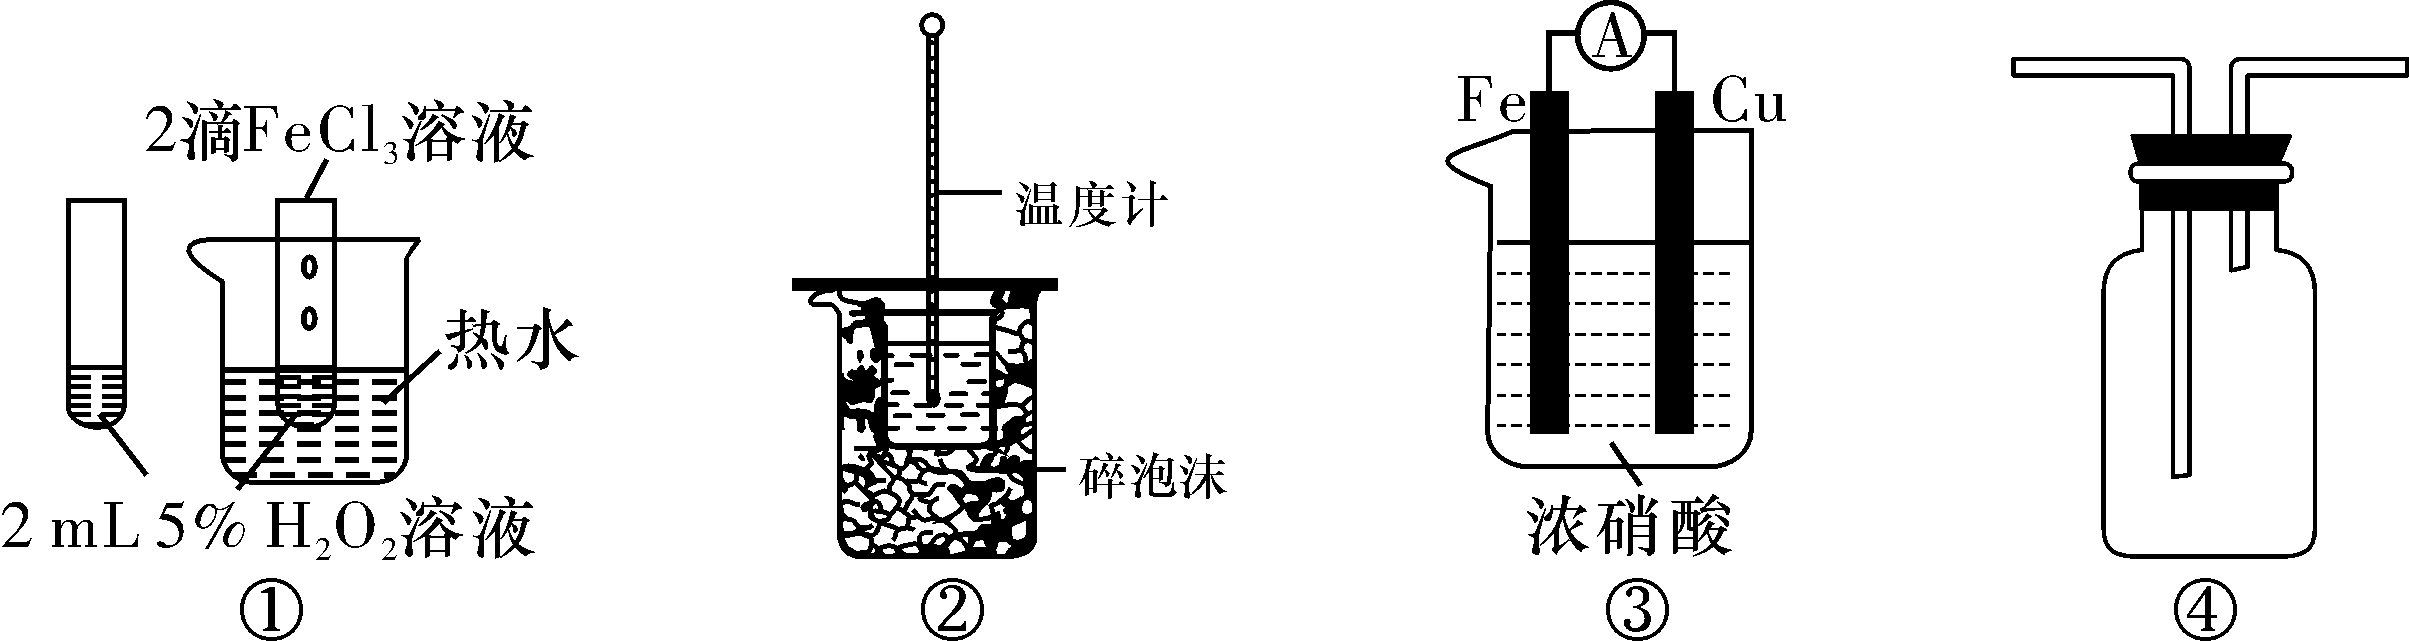 2滴FeCl₃溶液
热水
2 mL 5% H₂O₂溶液
①
温度计
碎泡沫
②
A
Fe
Cu
浓硝酸
③
④